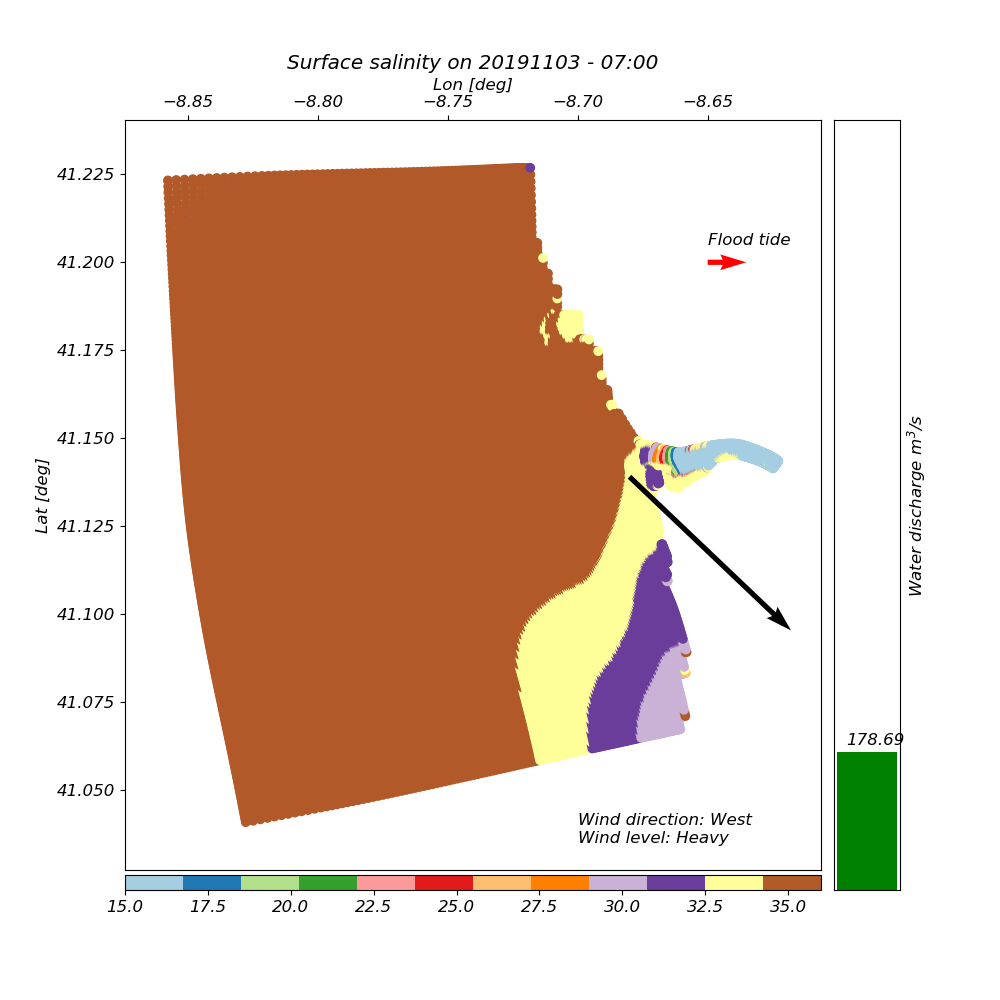 Surface salinity on 20191103 - 07:00
Lon [deg]
−8.85 −8.80 −8.75 −8.70 −8.65
41.225
41.200
41.175
41.150
41.125
41.100
41.075
41.050
Lat [deg]
Flood tide
Wind direction: West
Wind level: Heavy
15.0 17.5 20.0 22.5 25.0 27.5 30.0 32.5 35.0
178.69
Water discharge m³/s